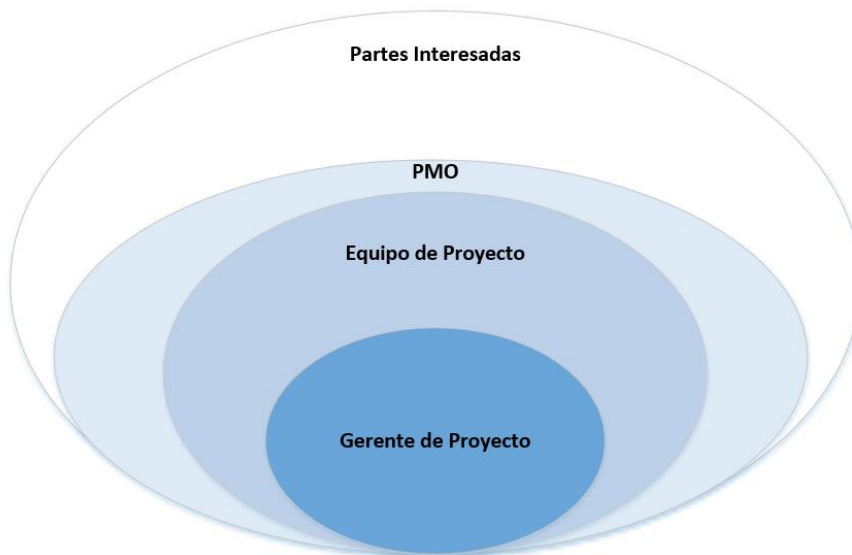 Partes Interesadas
PMO
Equipo de Proyecto
Gerente de Proyecto